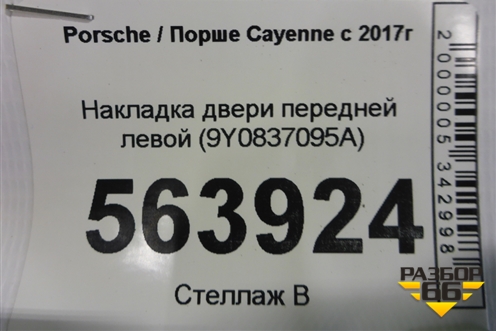 Porsche / Порше Cayenne с 2017г
Накладка двери передней
левой (9Y0837095A)
563924
Стеллаж В
2000005342998
РАЗБОР
66